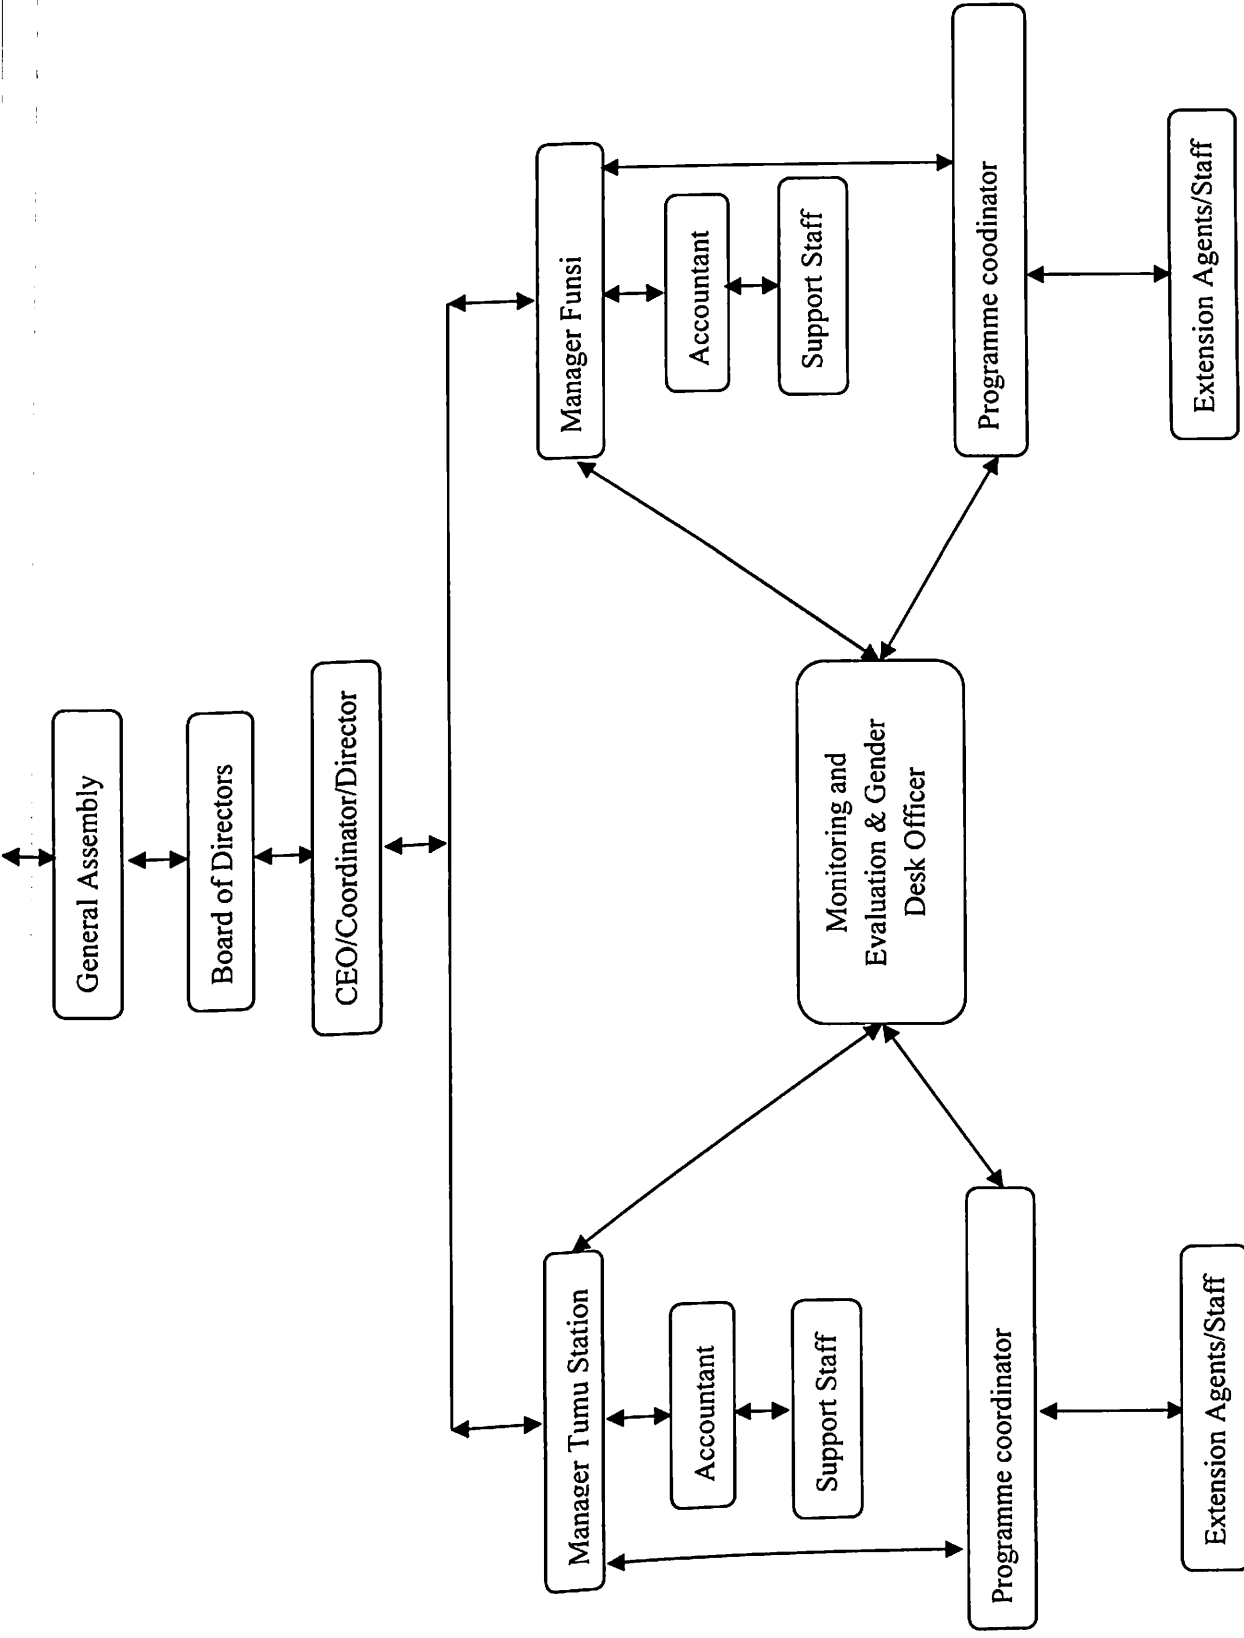 General Assembly
Board of Directors
CEO/Coordinator/Director
Manager Tumu Station
Manager Funsi
Accountant
Accountant
Support Staff
Support Staff
Monitoring and
Evaluation & Gender
Desk Officer
Programme coordinator
Programme coodinator
Extension Agents/Staff
Extension Agents/Staff